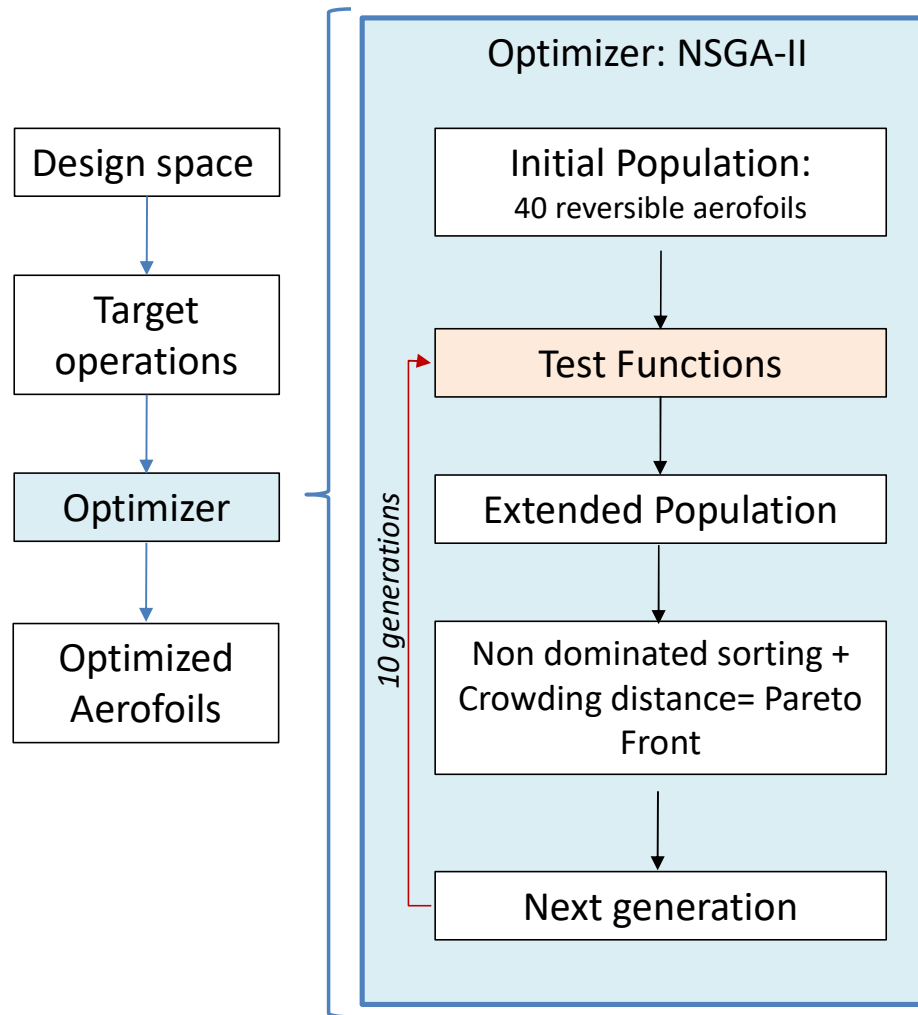 Design space
Target
operations
Optimizer
Optimized
Aerofoils
Optimizer: NSGA-II
Initial Population:
40 reversible aerofoils
Test Functions
Extended Population
Non dominated sorting +
Crowding distance= Pareto
Front
Next generation
10 generations